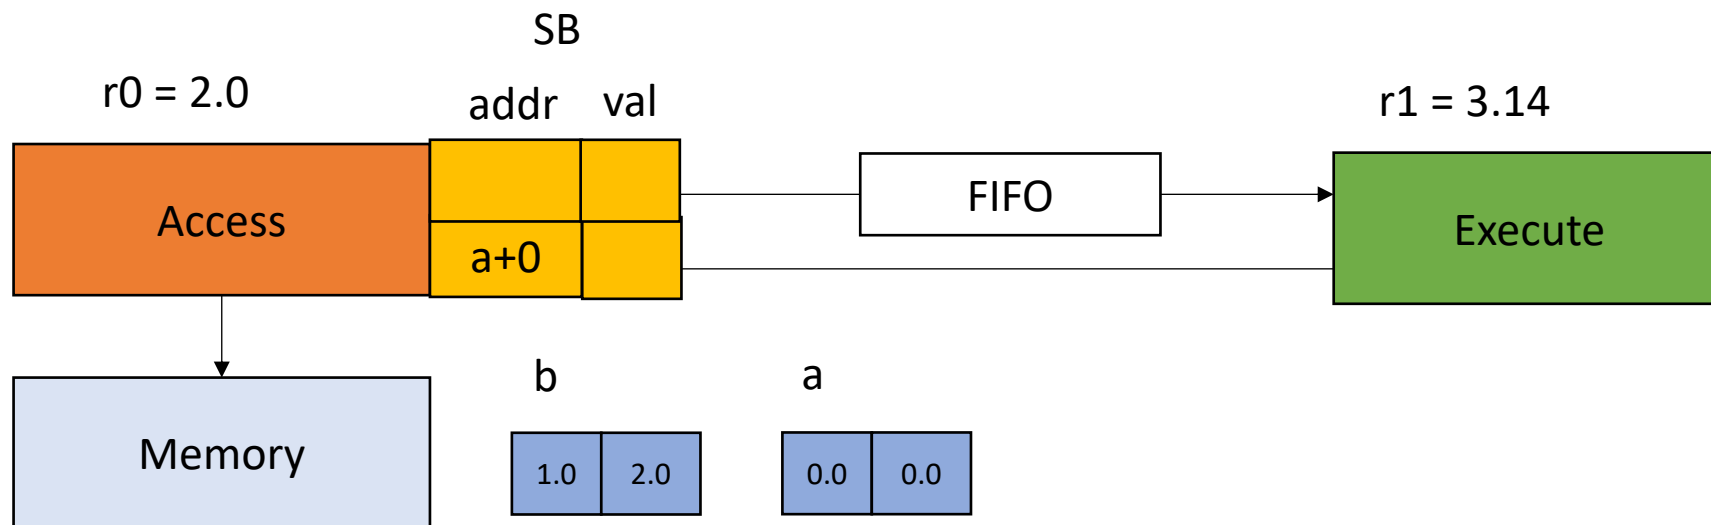 SB
r0 = 2.0
addr
val
r1 = 3.14
Access
a+0
FIFO
Execute
Memory
b
a
1.0
2.0
0.0
0.0